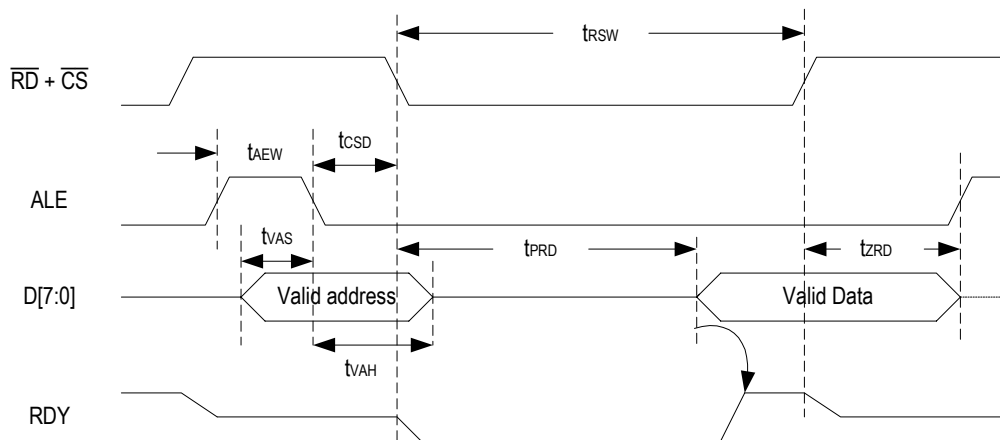 tRSW
RD + CS
tAEW
tCSD
ALE
tVAS
tPRD
tZRD
D[7:0]
Valid address
Valid Data
tVAH
RDY